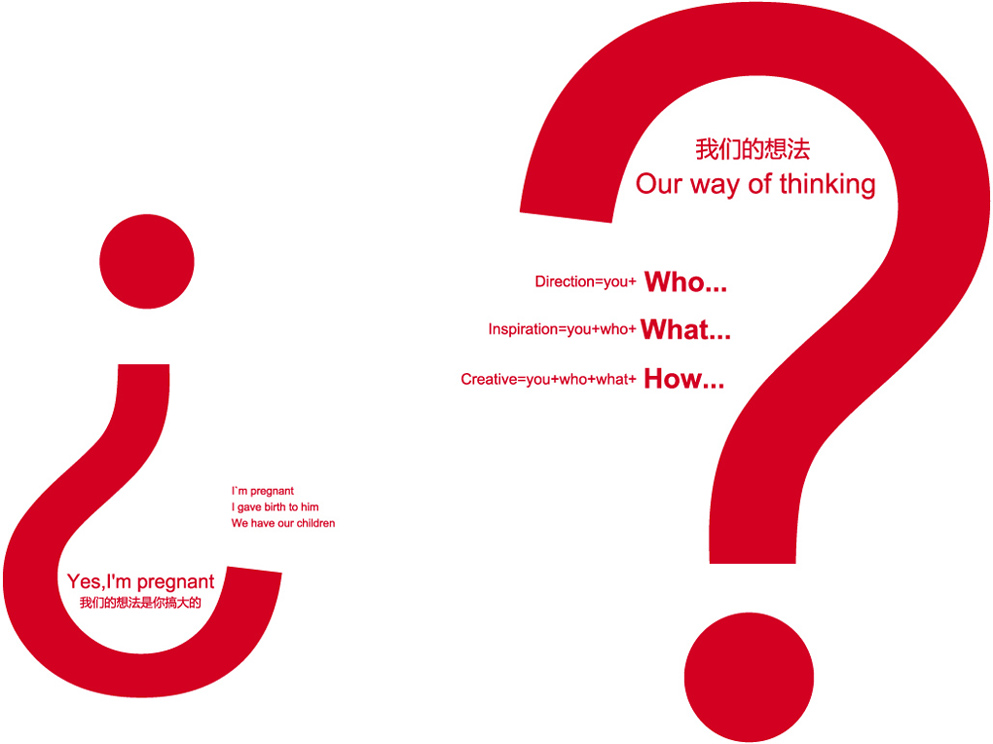 我们的想法
Our way of thinking
Direction=you+ Who...
Inspiration=you+who+ What...
Creative=you+who+what+ How...
I`m pregnant
I gave birth to him
We have our children
Yes,I'm pregnant
我们的想法是你搞大的